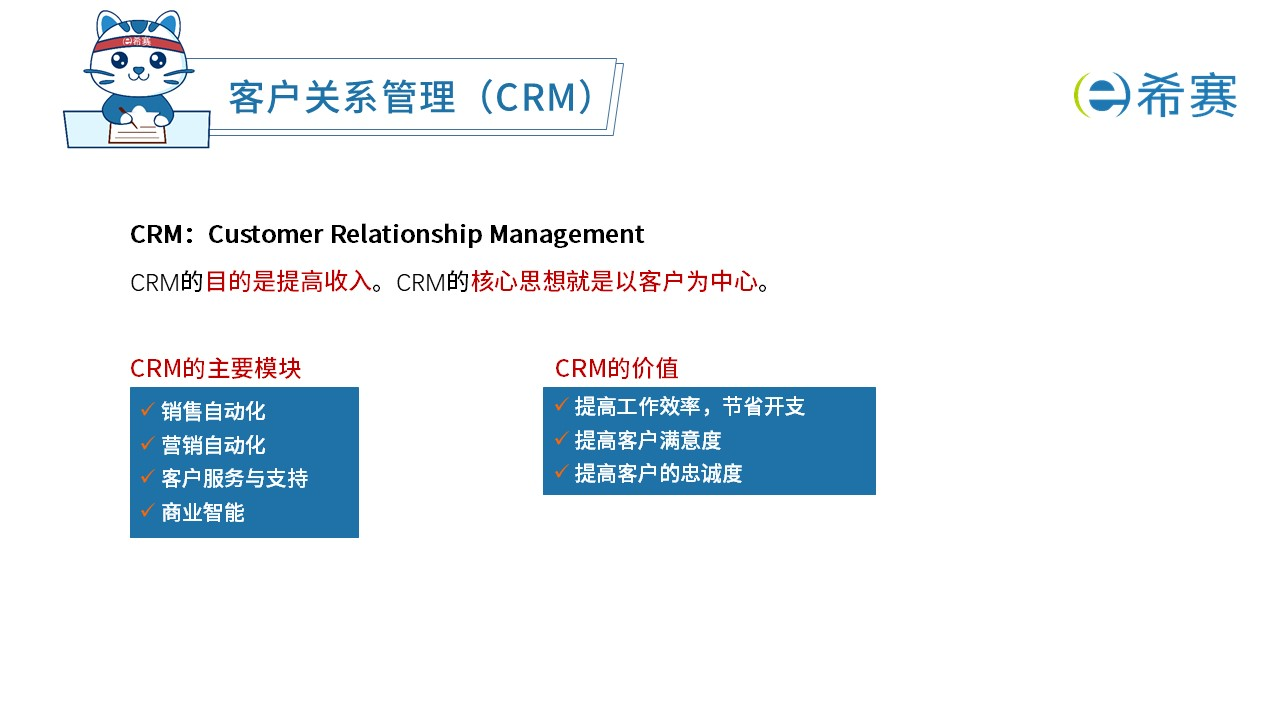 希赛
客户关系管理（CRM）
希赛
CRM：Customer Relationship Management
CRM的目的是提高收入。CRM的核心思想就是以客户为中心。
CRM的主要模块
销售自动化
营销自动化
客户服务与支持
商业智能
CRM的价值
提高工作效率，节省开支
提高客户满意度
提高客户的忠诚度